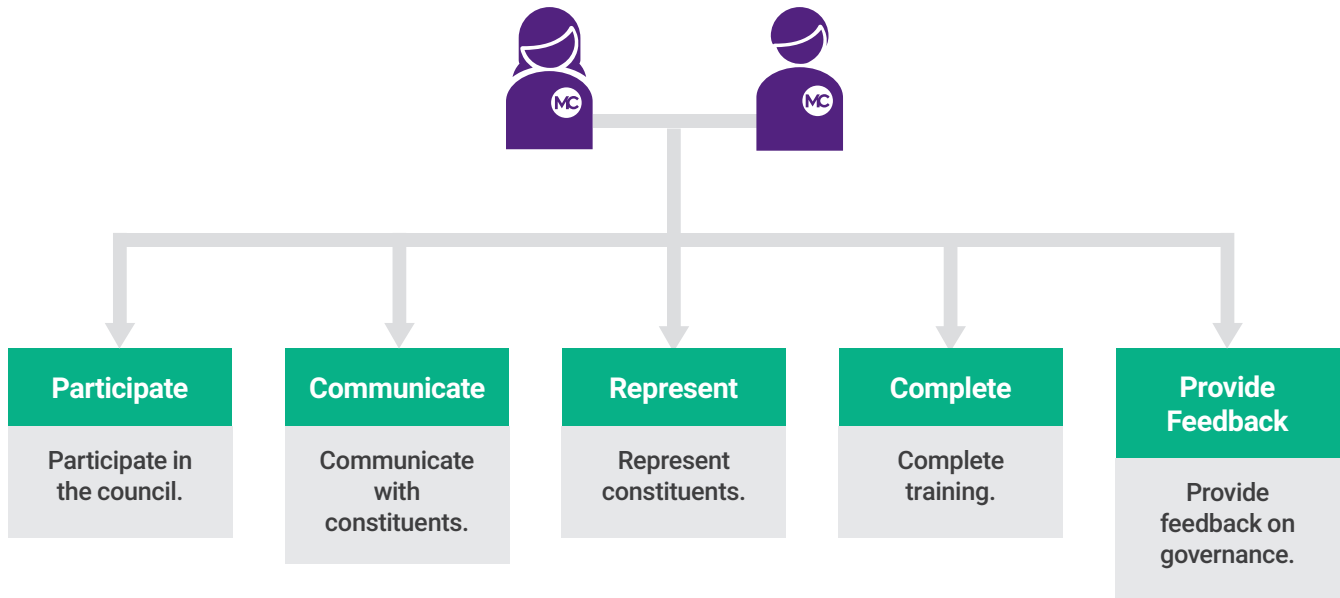 MC
MC
Participate
Participate in
the council.
Communicate
Communicate
with
constituents.
Represent
Represent
constituents.
Complete
Complete
training.
Provide
Feedback
Provide
feedback on
governance.